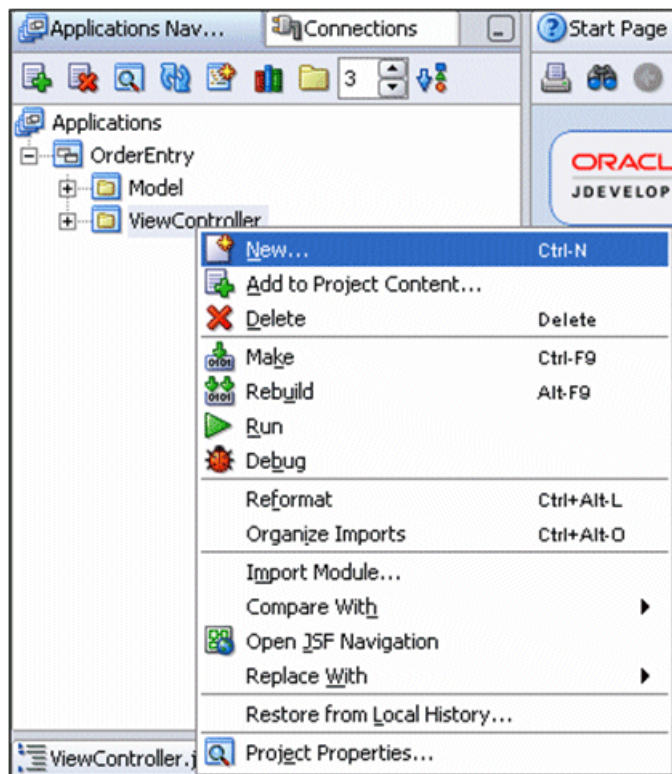 Applications Nav...
Connections
Start Page
3
Applications
OrderEntry
Model
ViewController
ORACL
JDEVELOP
New... Ctrl-N
Add to Project Content...
Delete Delete
Make Ctrl-F9
Rebuild Alt-F9
Run
Debug
Reformat Ctrl+Alt-L
Organize Imports Ctrl+Alt-O
Import Module...
Compare With
Open JSF Navigation
Replace With
Restore from Local History...
ViewController.j
Project Properties...